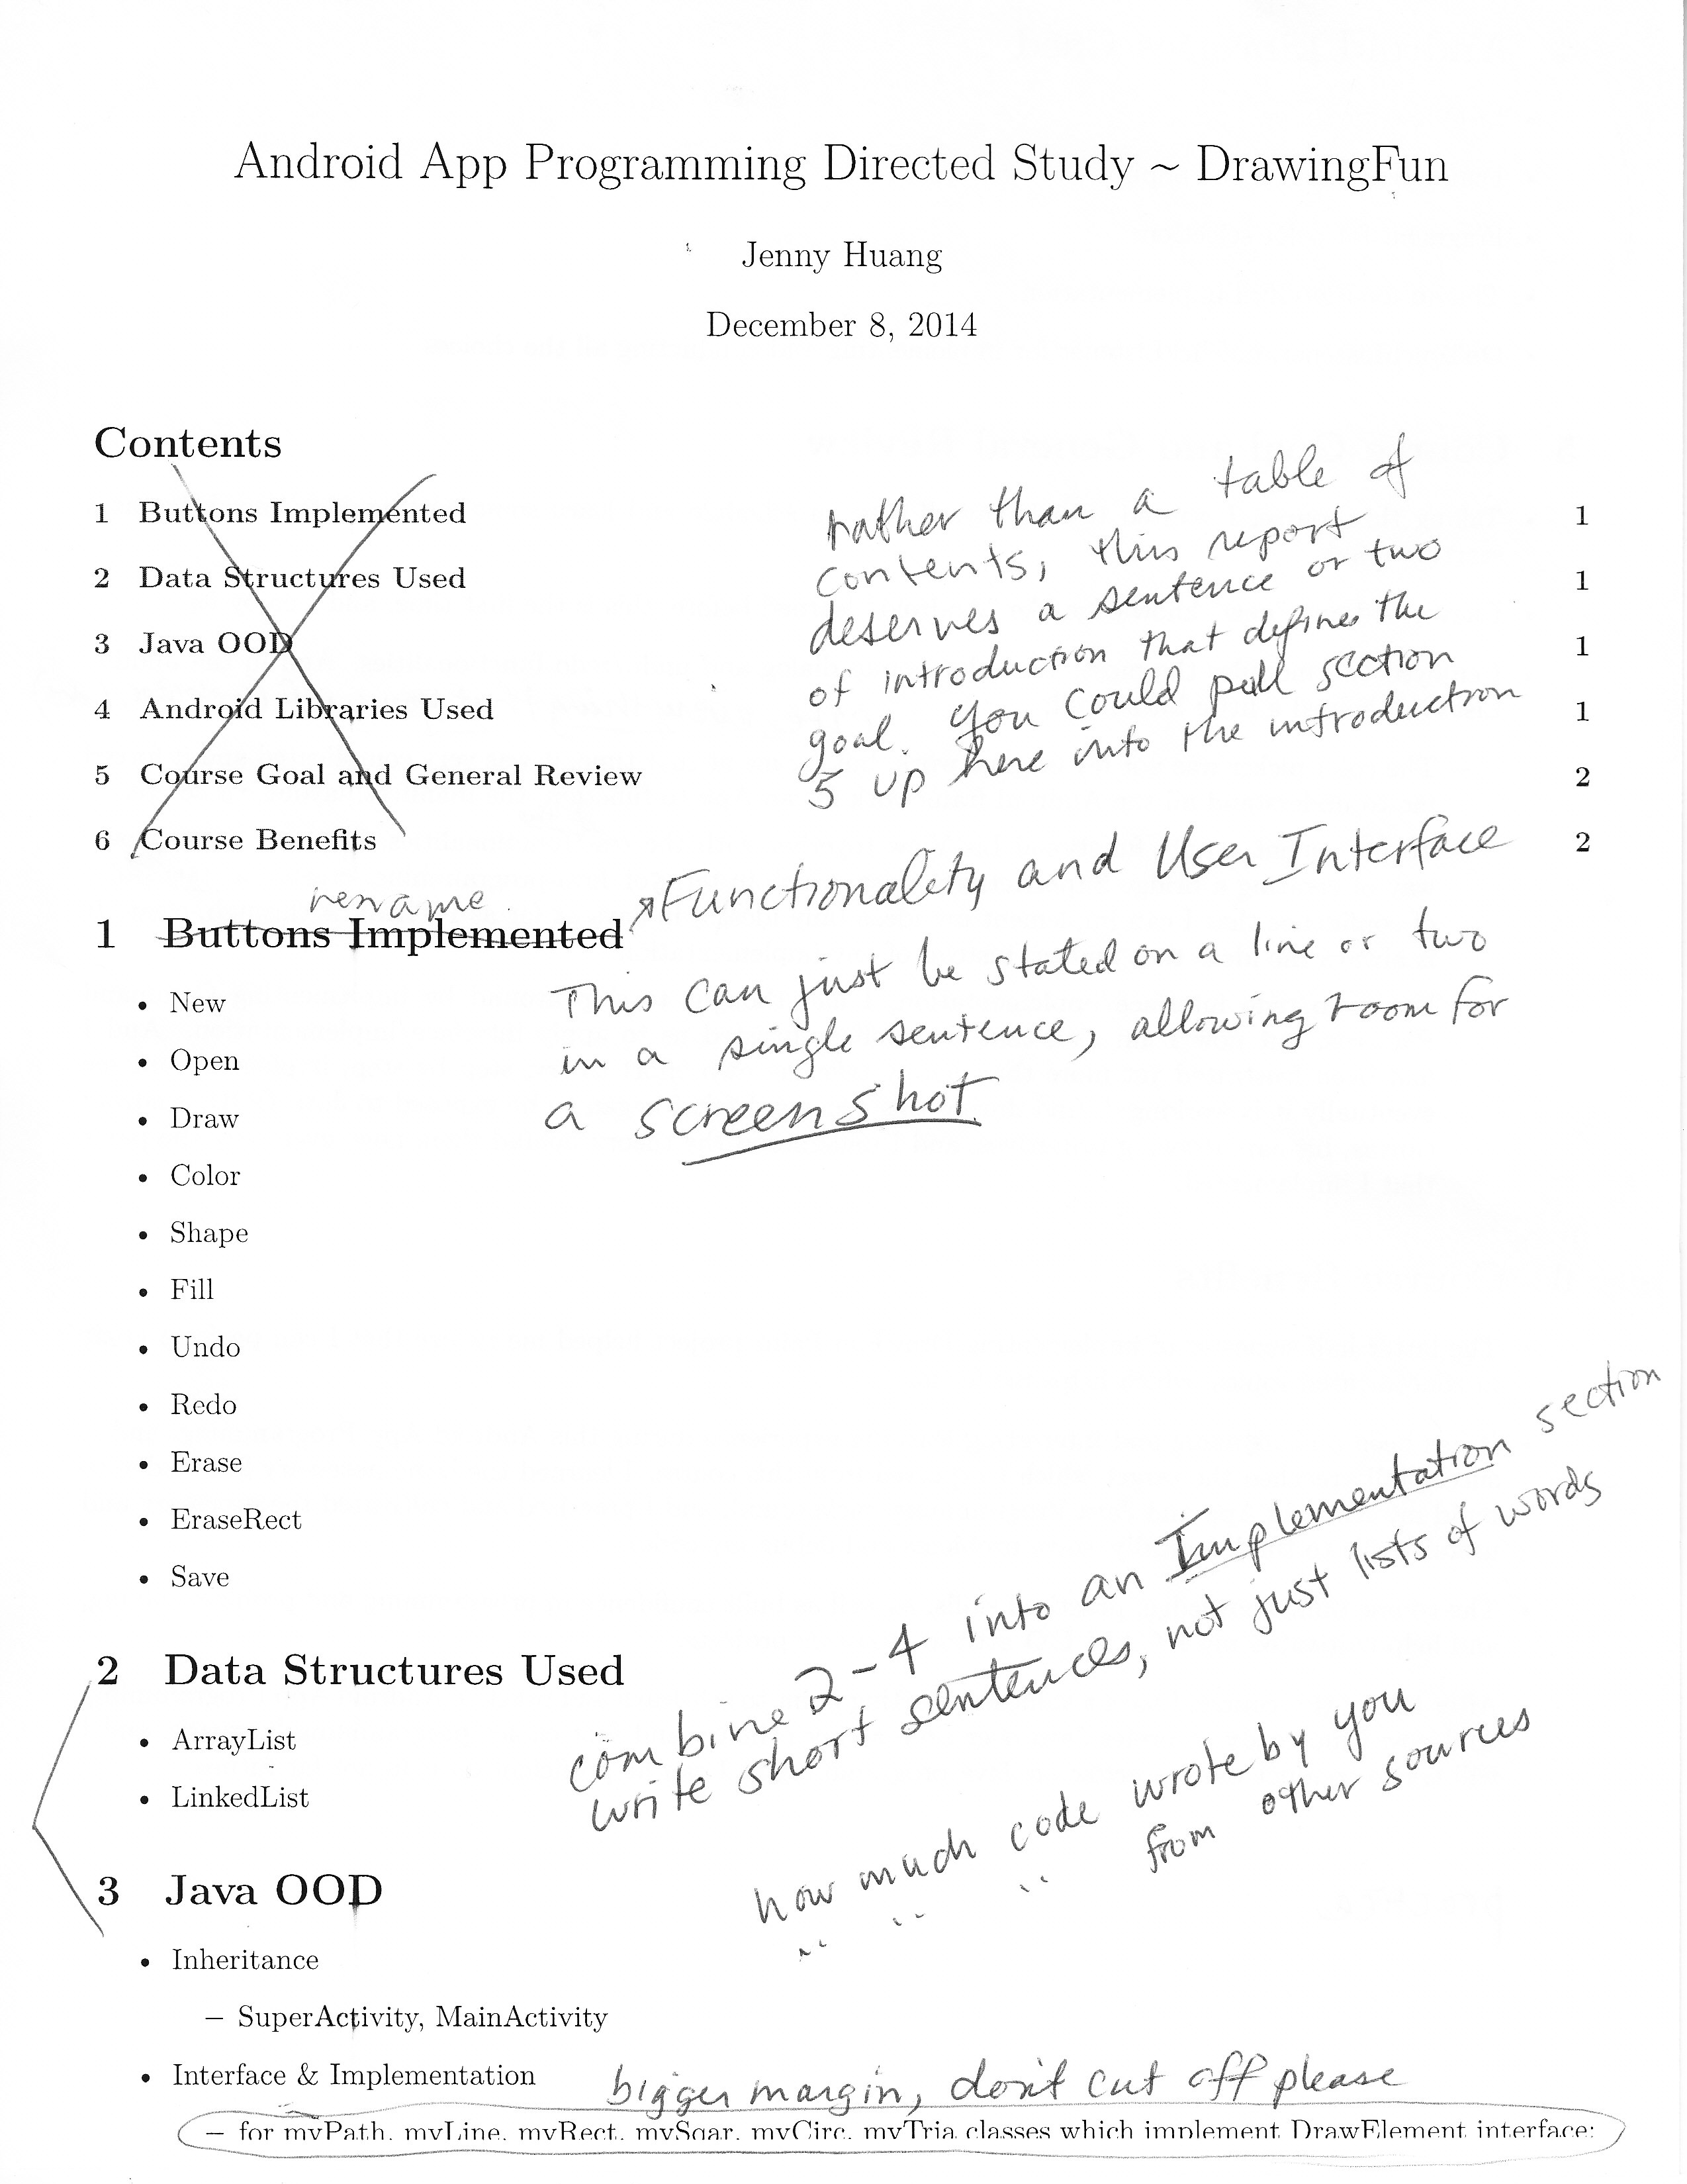 Android App Programming Directed Study ~ DrawingFun
Jenny Huang
December 8, 2014
Contents
1 Buttons Implemented 1
2 Data Structures Used 1
3 Java OOD 1
4 Android Libraries Used 1
5 Course Goal and General Review 2
6 Course Benefits 2
rather than a table of
contents, this report
deserves a sentence or two
of introduction that defines the
goal. You could pull section
5 up here into the introduction
rename
Functionality and User Interface
1 Buttons Implemented
This can just be stated on a line or two
in a single sentence, allowing room for
a screenshot
• New
• Open
• Draw
• Color
• Shape
• Fill
• Undo
• Redo
• Erase
• EraseRect
• Save
combine 2-4 into an Implementation section
write short sentences, not just lists of words
how much code wrote by you
" " " from other sources
2 Data Structures Used
• ArrayList
• LinkedList
3 Java OOD
• Inheritance
– SuperActivity, MainActivity
• Interface & Implementation
bigger margin, don't cut off please
– for myPath, myLine, myRect, mySqar, myCirc, myTria classes which implement DrawElement interface: